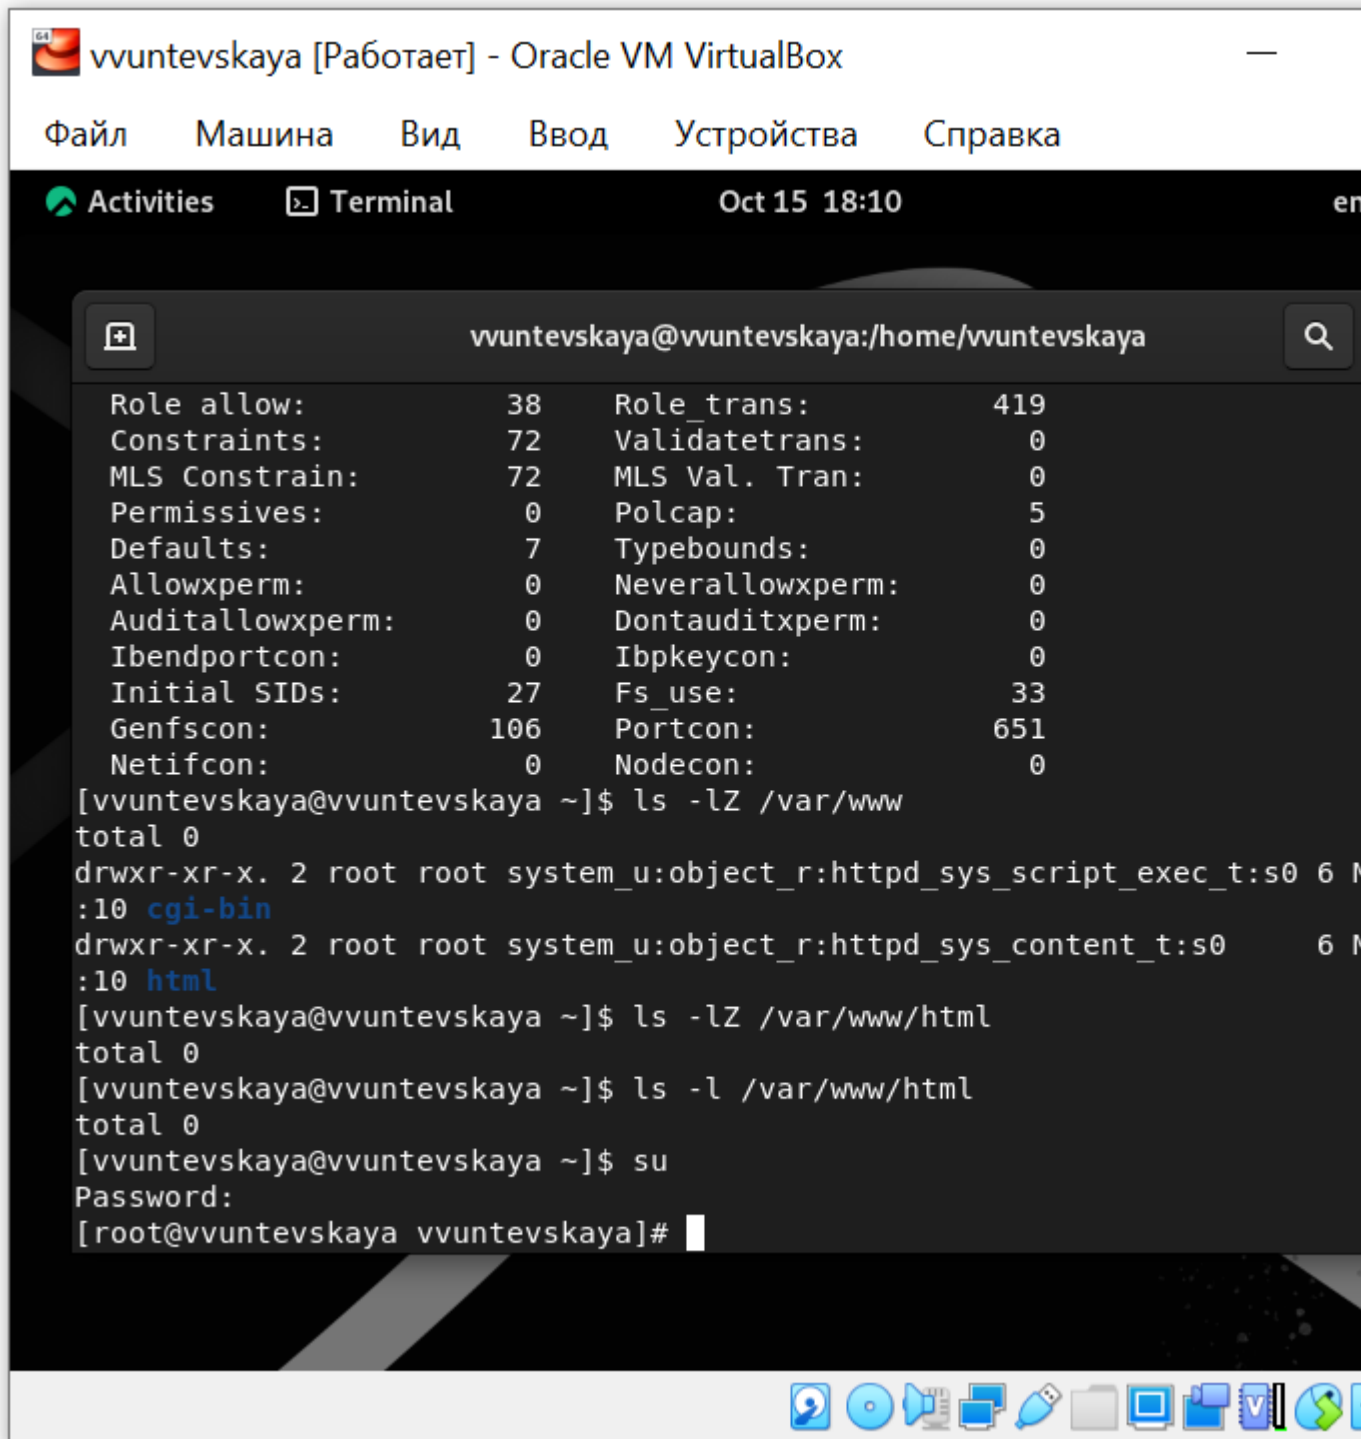 64
vvuntevskaya [Работает] - Oracle VM VirtualBox
Файл Машина Вид Ввод Устройства Справка
Activities Terminal Oct 15 18:10 en
vvuntevskaya@vvuntevskaya:/home/vvuntevskaya
Role allow: 38 Role_trans: 419
Constraints: 72 Validatetrans: 0
MLS Constrain: 72 MLS Val. Tran: 0
Permissives: 0 Polcap: 5
Defaults: 7 Typebounds: 0
Allowxperm: 0 Neverallowxperm: 0
Auditallowxperm: 0 Dontauditxperm: 0
Ibendportcon: 0 Ibpkeycon: 0
Initial SIDs: 27 Fs_use: 33
Genfscon: 106 Portcon: 651
Netifcon: 0 Nodecon: 0
[vvuntevskaya@vvuntevskaya ~]$ ls -lZ /var/www
total 0
drwxr-xr-x. 2 root root system_u:object_r:httpd_sys_script_exec_t:s0 6
:10 cgi-bin
drwxr-xr-x. 2 root root system_u:object_r:httpd_sys_content_t:s0 6
:10 html
[vvuntevskaya@vvuntevskaya ~]$ ls -lZ /var/www/html
total 0
[vvuntevskaya@vvuntevskaya ~]$ ls -l /var/www/html
total 0
[vvuntevskaya@vvuntevskaya ~]$ su
Password:
[root@vvuntevskaya vvuntevskaya]#